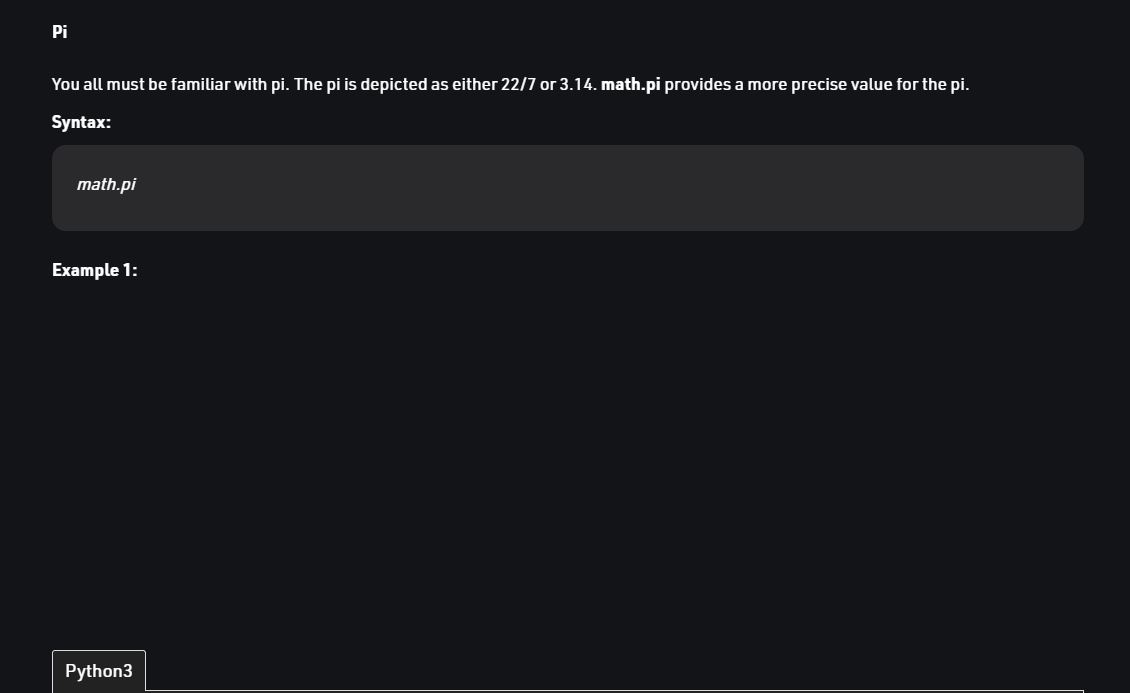 Pi
You all must be familiar with pi. The pi is depicted as either 22/7 or 3.14. math.pi provides a more precise value for the pi.
Syntax:
math.pi
Example 1:
Python3